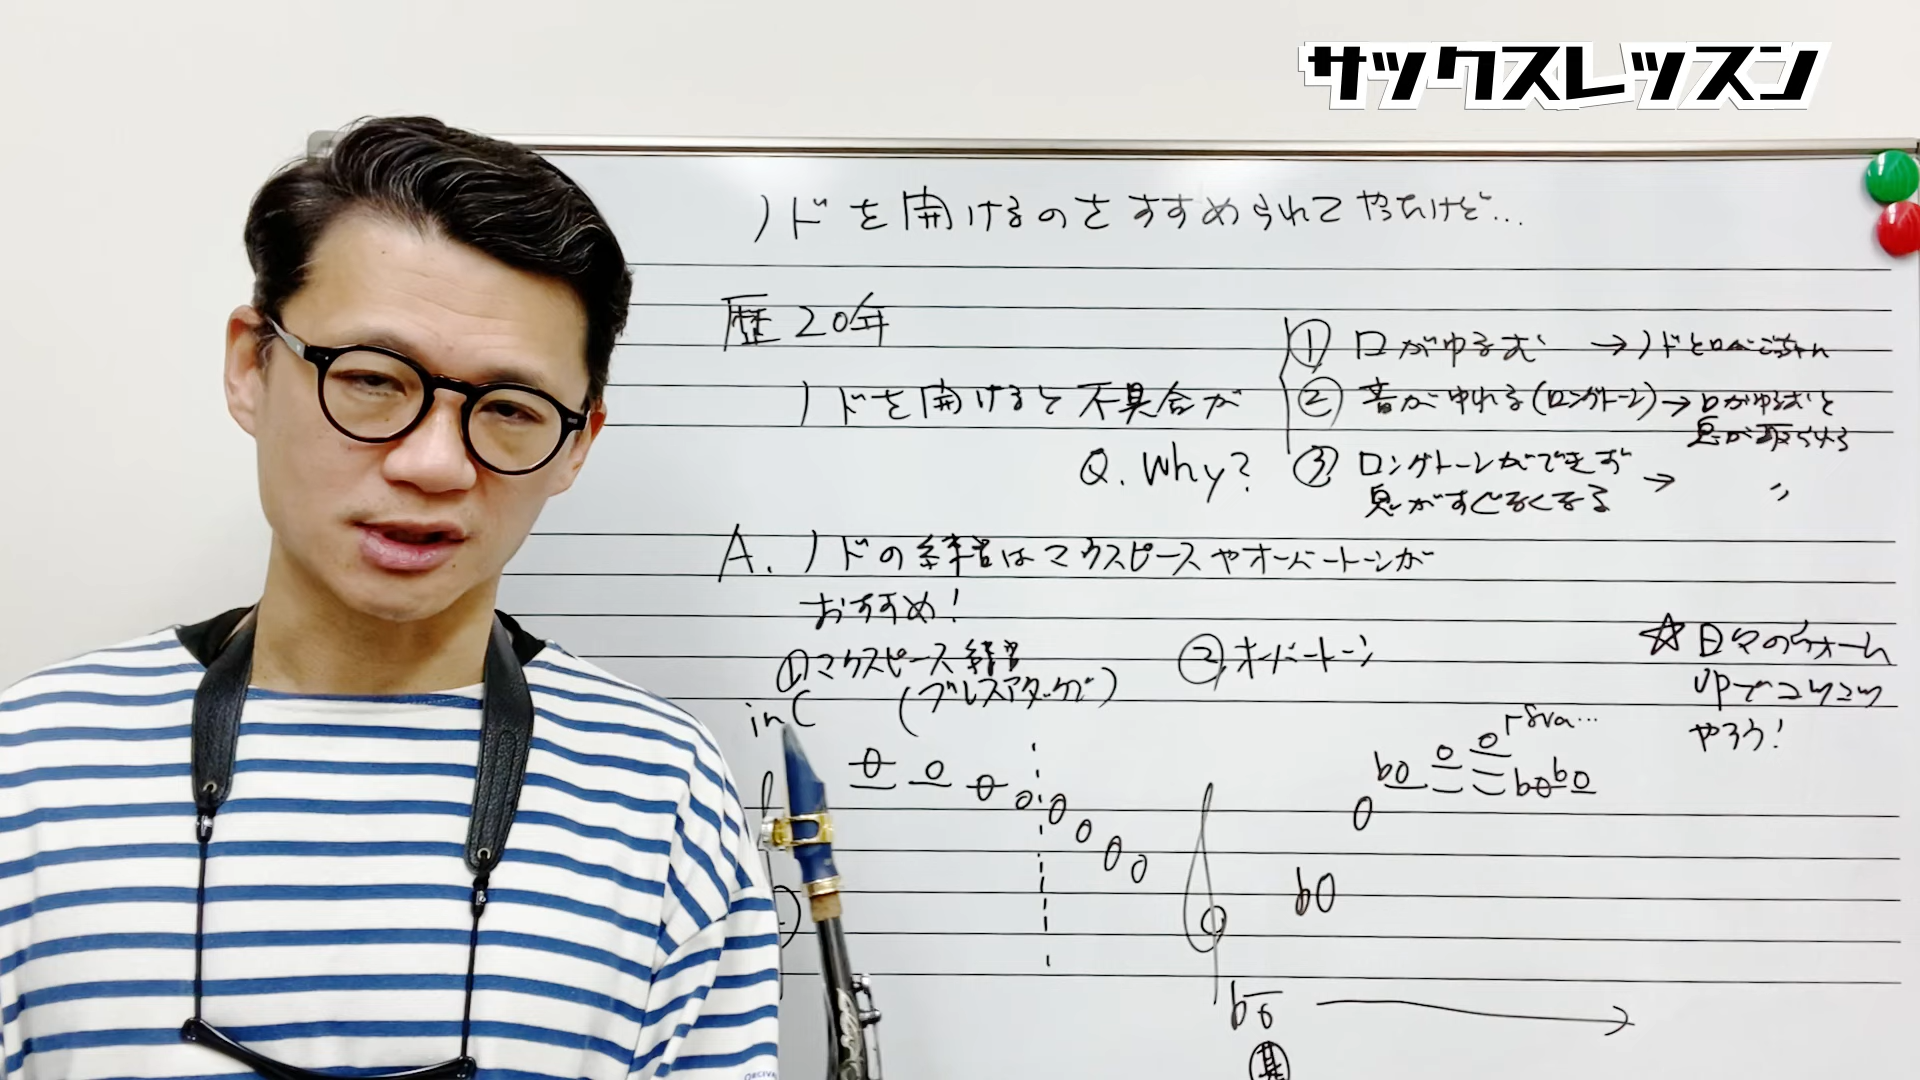 サックスレッスン
ノドを開けるのをすすめられてやったけど…
歴20年
ノドを開けると不具合が
Q. Why?
① 口がゆるむ → ノドと口がごっちゃに
② 音がゆれる(ロングトーン) → 口がゆるむと
息が取られる
③ ロングトーンができず
息がすぐなくなる → 〃
A. ノドの練習はマウスピースやオーバートーンが
おすすめ!
①マウスピース練習
(ブレスアタック)
in C
②オーバートーン
☆日々のウォーム
upでコツコツ
やろう!
8va…
基
ORCIVAL